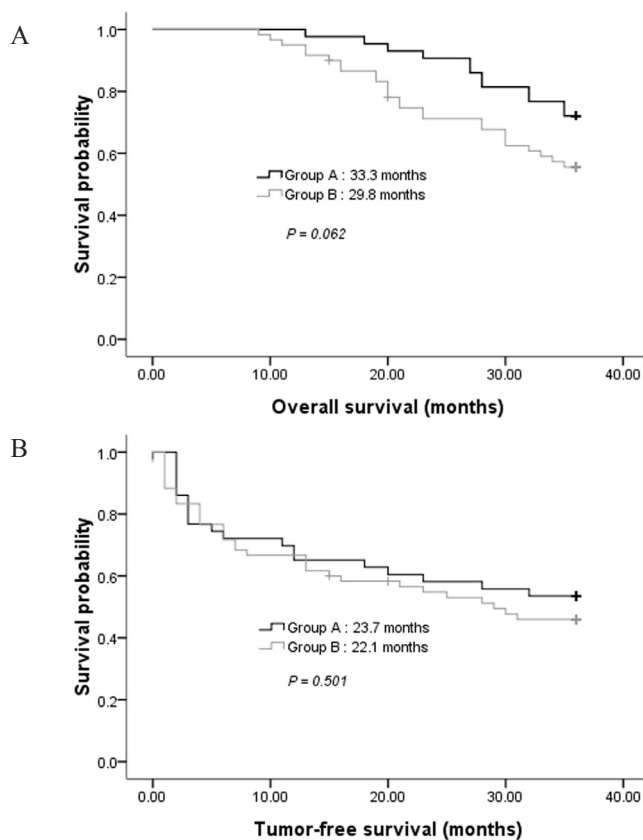 A
Survival probability
1.0
0.8
0.6
0.4
0.2
0.0
Group A : 33.3 months
Group B : 29.8 months
P = 0.062
0.00 10.00 20.00 30.00 40.00
Overall survival (months)
B
Survival probability
1.0
0.8
0.6
0.4
0.2
0.0
Group A : 23.7 months
Group B : 22.1 months
P = 0.501
0.00 10.00 20.00 30.00 40.00
Tumor-free survival (months)